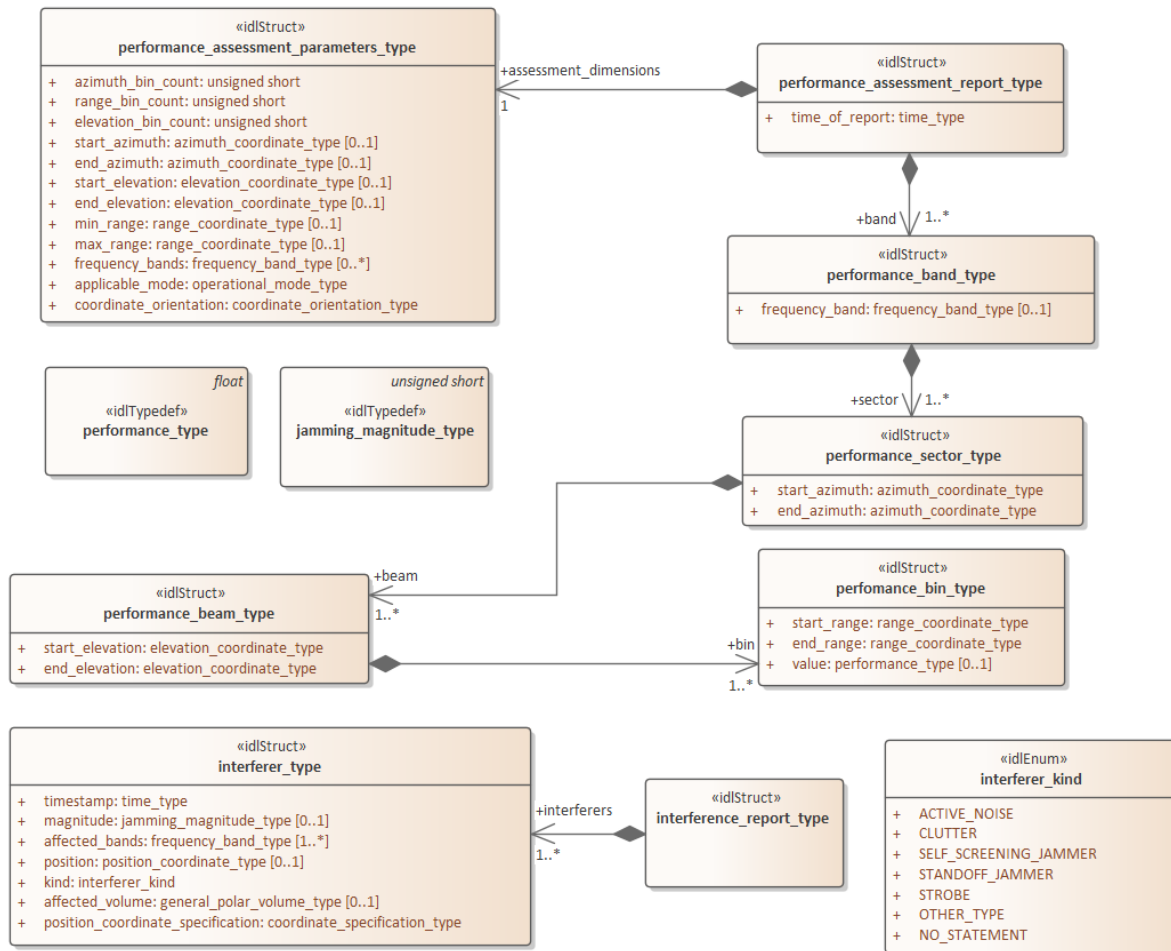 «idlStruct»
performance_assessment_parameters_type
+ azimuth_bin_count: unsigned short
+ range_bin_count: unsigned short
+ elevation_bin_count: unsigned short
+ start_azimuth: azimuth_coordinate_type [0..1]
+ end_azimuth: azimuth_coordinate_type [0..1]
+ start_elevation: elevation_coordinate_type [0..1]
+ end_elevation: elevation_coordinate_type [0..1]
+ min_range: range_coordinate_type [0..1]
+ max_range: range_coordinate_type [0..1]
+ frequency_bands: frequency_band_type [0..*]
+ applicable_mode: operational_mode_type
+ coordinate_orientation: coordinate_orientation_type
+assessment_dimensions
1
«idlStruct»
performance_assessment_report_type
+ time_of_report: time_type
+band
1..*
«idlStruct»
performance_band_type
+ frequency_band: frequency_band_type [0..1]
float
«idlTypedef»
performance_type
unsigned short
«idlTypedef»
jamming_magnitude_type
+sector
1..*
«idlStruct»
performance_sector_type
+ start_azimuth: azimuth_coordinate_type
+ end_azimuth: azimuth_coordinate_type
+beam
1..*
«idlStruct»
performance_beam_type
+ start_elevation: elevation_coordinate_type
+ end_elevation: elevation_coordinate_type
+bin
1..*
«idlStruct»
perfomance_bin_type
+ start_range: range_coordinate_type
+ end_range: range_coordinate_type
+ value: performance_type [0..1]
«idlStruct»
interferer_type
+ timestamp: time_type
+ magnitude: jamming_magnitude_type [0..1]
+ affected_bands: frequency_band_type [1..*]
+ position: position_coordinate_type [0..1]
+ kind: interferer_kind
+ affected_volume: general_polar_volume_type [0..1]
+ position_coordinate_specification: coordinate_specification_type
+interferers
1..*
«idlStruct»
interference_report_type
«idlEnum»
interferer_kind
+ ACTIVE_NOISE
+ CLUTTER
+ SELF_SCREENING_JAMMER
+ STANDOFF_JAMMER
+ STROBE
+ OTHER_TYPE
+ NO_STATEMENT